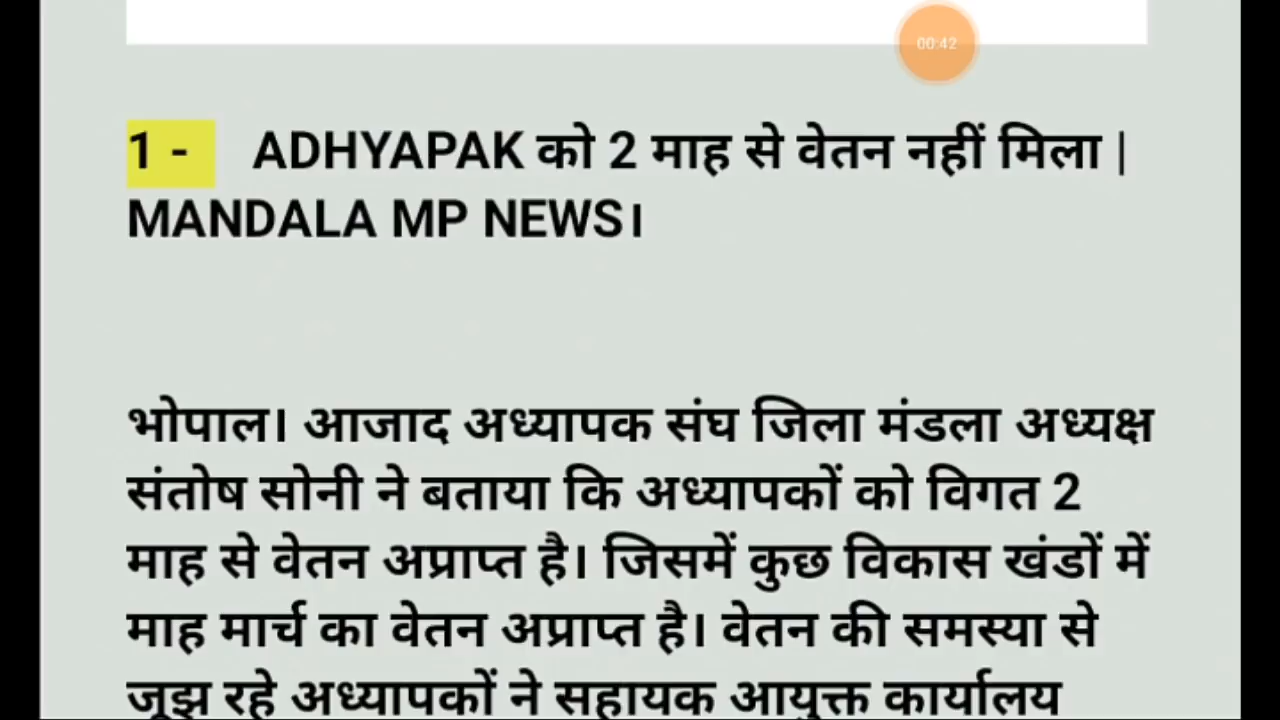 00:42
1 - ADHYAPAK को 2 माह से वेतन नहीं मिला |
MANDALA MP NEWS।
भोपाल। आजाद अध्यापक संघ जिला मंडला अध्यक्ष
संतोष सोनी ने बताया कि अध्यापकों को विगत 2
माह से वेतन अप्राप्त है। जिसमें कुछ विकास खंडों में
माह मार्च का वेतन अप्राप्त है। वेतन की समस्या से
जूझ रहे अध्यापकों ने सहायक आयुक्त कार्यालय